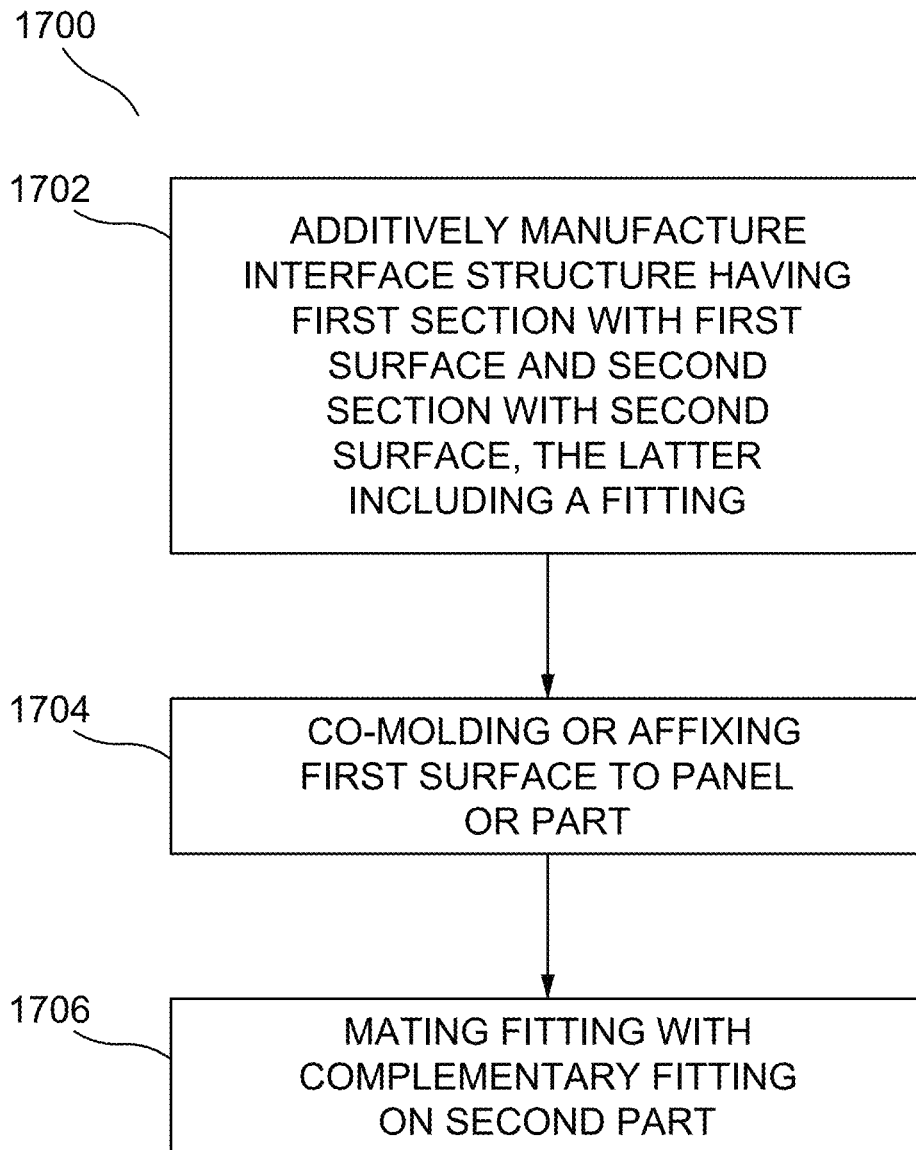 1700
1702
ADDITIVELY MANUFACTURE
INTERFACE STRUCTURE HAVING
FIRST SECTION WITH FIRST
SURFACE AND SECOND
SECTION WITH SECOND
SURFACE, THE LATTER
INCLUDING A FITTING
1704
CO-MOLDING OR AFFIXING
FIRST SURFACE TO PANEL
OR PART
1706
MATING FITTING WITH
COMPLEMENTARY FITTING
ON SECOND PART